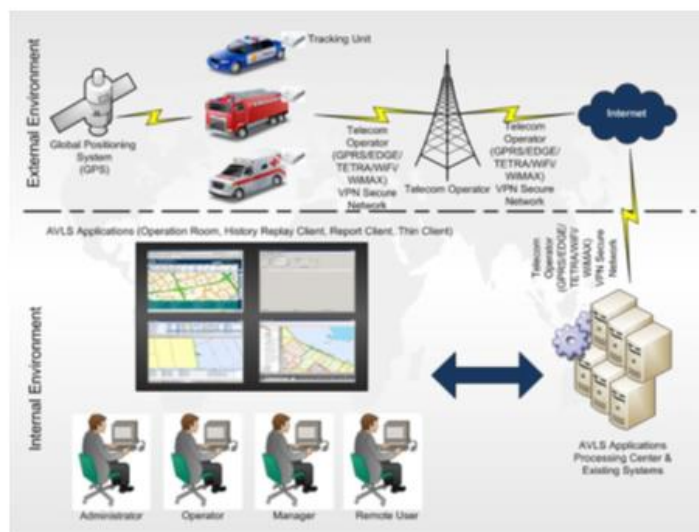 External Environment
Tracking Unit
Global Positioning
System
(GPS)
Telecom
Operator
(GPRS/EDGE/
TETRA/WiFi/
WiMAX)
VPN Secure
Network
Telecom Operator
Telecom
Operator
(GPRS/EDGE/
TETRA/WiFi/
WiMAX)
VPN Secure
Network
Internet
Internal Environment
AVLS Applications (Operation Room, History Replay Client, Report Client, Thin Client)
Telecom
Operator
(GPRS/EDGE/
TETRA/WiFi/
WiMAX)
VPN Secure
Network
AVLS Applications
Processing Center &
Existing Systems
Administrator
Operator
Manager
Remote User